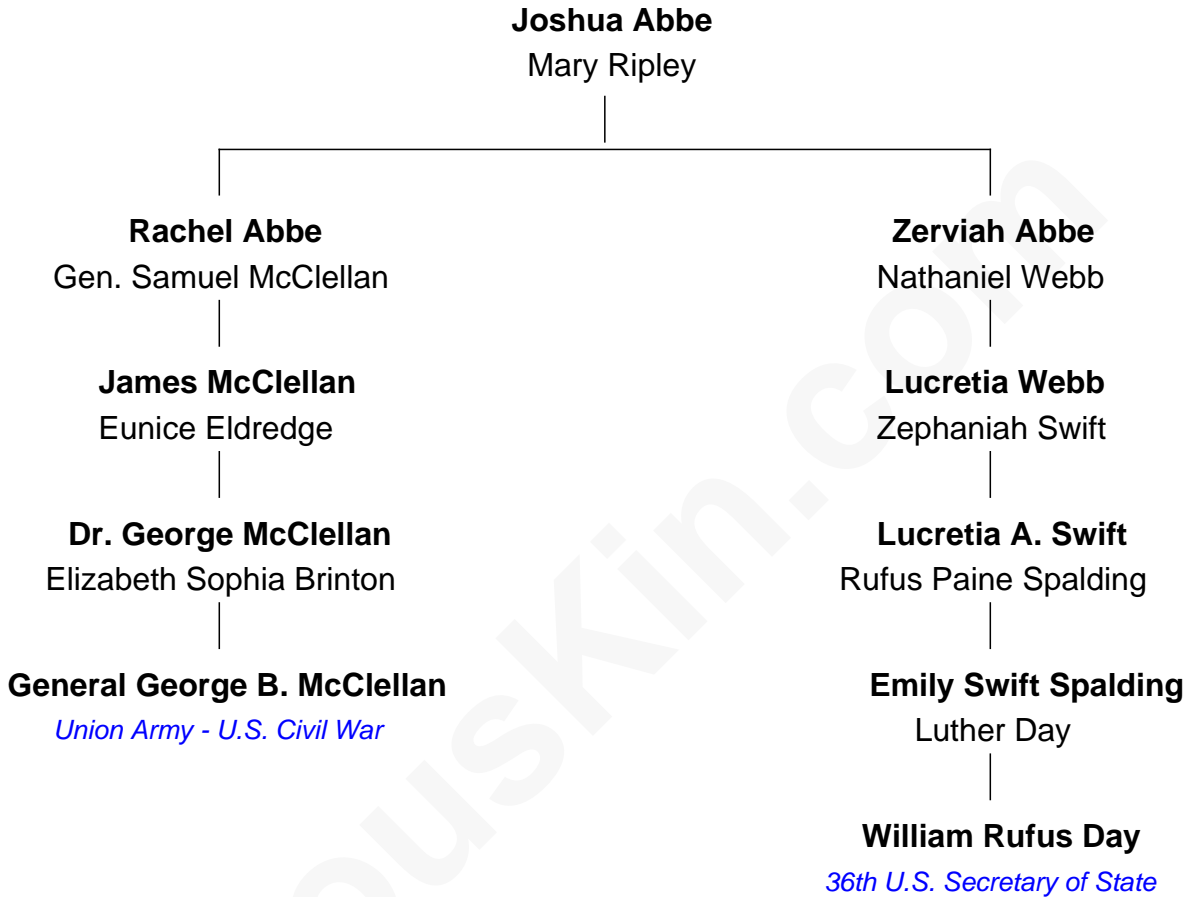 Joshua Abbe
Mary Ripley
Rachel Abbe
Gen. Samuel McClellan
James McClellan
Eunice Eldredge
Dr. George McClellan
Elizabeth Sophia Brinton
General George B. McClellan
Union Army - U.S. Civil War
Zerviah Abbe
Nathaniel Webb
Lucretia Webb
Zephaniah Swift
Lucretia A. Swift
Rufus Paine Spalding
Emily Swift Spalding
Luther Day
William Rufus Day
36th U.S. Secretary of State
ouskin.com